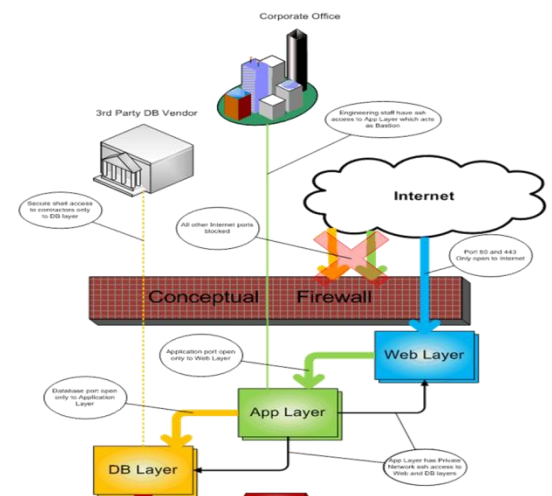 Corporate Office
3rd Party DB Vendor
Engineering staff have ssh
access to App Layer which acts
as Bastion
Internet
Secure shell access
to contractors only
to DB layer
All other Internet ports
blocked
Port 80 and 443
Only open to Internet
Conceptual Firewall
Application port open
only to Web Layer
Web Layer
Database port open
only to Application
Layer
App Layer
App Layer has Private
Network ssh access to
Web and DB layers
DB Layer